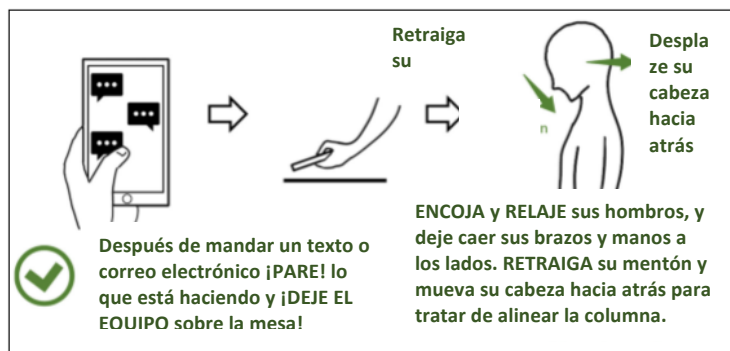 Retraiga
su
n
Despla
ze su
cabeza
hacia
atrás
Después de mandar un texto o
correo electrónico ¡PARE! lo
que está haciendo y ¡DEJE EL
EQUIPO sobre la mesa!
ENCOJA y RELAJE sus hombros, y
deje caer sus brazos y manos a
los lados. RETRAIGA su mentón y
mueva su cabeza hacia atrás para
tratar de alinear la columna.